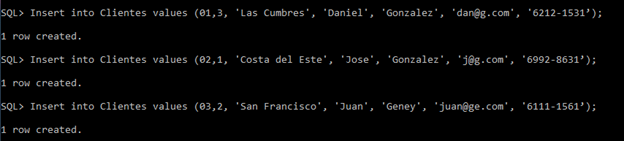 SQL> Insert into Clientes values (01,3, 'Las Cumbres', 'Daniel', 'Gonzalez', 'dan@g.com', '6212-1531’);
1 row created.
SQL> Insert into Clientes values (02,1, 'Costa del Este', 'Jose', 'Gonzalez', 'j@g.com', '6992-8631’);
1 row created.
SQL> Insert into Clientes values (03,2, 'San Francisco', 'Juan', 'Geney', 'juan@ge.com', '6111-1561’);
1 row created.